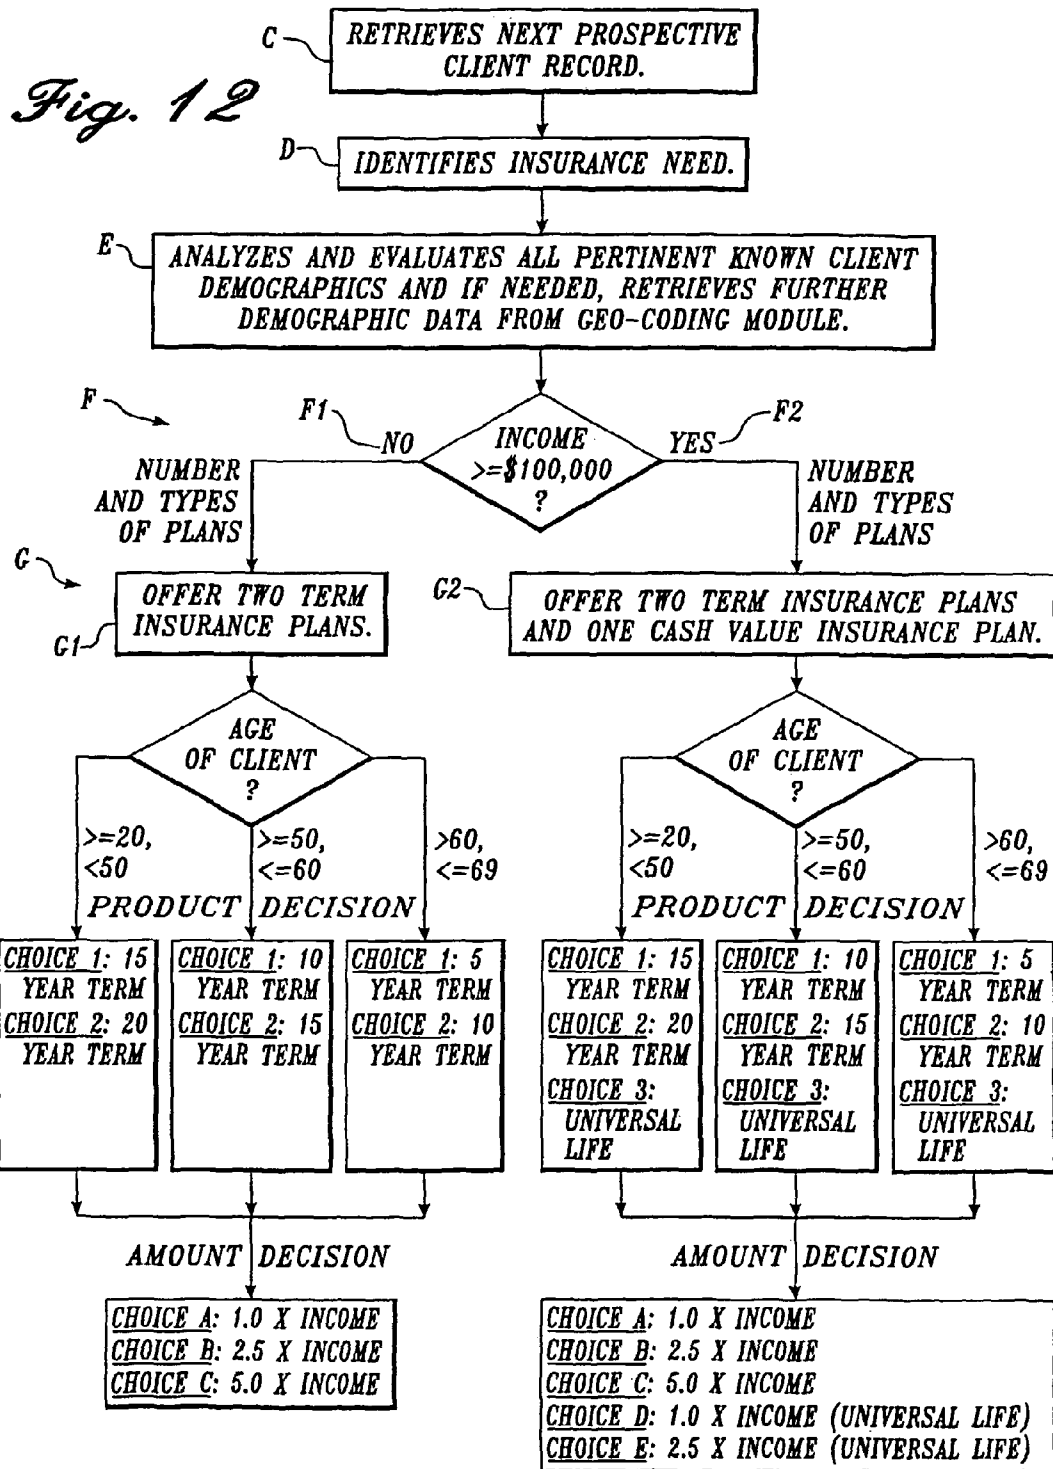 Fig. 12
C
RETRIEVES NEXT PROSPECTIVE
CLIENT RECORD.
D
IDENTIFIES INSURANCE NEED.
E
ANALYZES AND EVALUATES ALL PERTINENT KNOWN CLIENT
DEMOGRAPHICS AND IF NEEDED, RETRIEVES FURTHER
DEMOGRAPHIC DATA FROM GEO-CODING MODULE.
F
F1
NO
INCOME
>=$100,000
?
YES
F2
NUMBER
AND TYPES
OF PLANS
NUMBER
AND TYPES
OF PLANS
G
G1
OFFER TWO TERM
INSURANCE PLANS.
G2
OFFER TWO TERM INSURANCE PLANS
AND ONE CASH VALUE INSURANCE PLAN.
AGE
OF CLIENT
?
>=20,
<50
>=50,
<=60
>60,
<=69
PRODUCT DECISION
CHOICE 1: 15
YEAR TERM
CHOICE 2: 20
YEAR TERM
CHOICE 1: 10
YEAR TERM
CHOICE 2: 15
YEAR TERM
CHOICE 1: 5
YEAR TERM
CHOICE 2: 10
YEAR TERM
AMOUNT DECISION
CHOICE A: 1.0 X INCOME
CHOICE B: 2.5 X INCOME
CHOICE C: 5.0 X INCOME
AGE
OF CLIENT
?
>=20,
<50
>=50,
<=60
>60,
<=69
PRODUCT DECISION
CHOICE 1: 15
YEAR TERM
CHOICE 2: 20
YEAR TERM
CHOICE 3:
UNIVERSAL
LIFE
CHOICE 1: 10
YEAR TERM
CHOICE 2: 15
YEAR TERM
CHOICE 3:
UNIVERSAL
LIFE
CHOICE 1: 5
YEAR TERM
CHOICE 2: 10
YEAR TERM
CHOICE 3:
UNIVERSAL
LIFE
AMOUNT DECISION
CHOICE A: 1.0 X INCOME
CHOICE B: 2.5 X INCOME
CHOICE C: 5.0 X INCOME
CHOICE D: 1.0 X INCOME (UNIVERSAL LIFE)
CHOICE E: 2.5 X INCOME (UNIVERSAL LIFE)